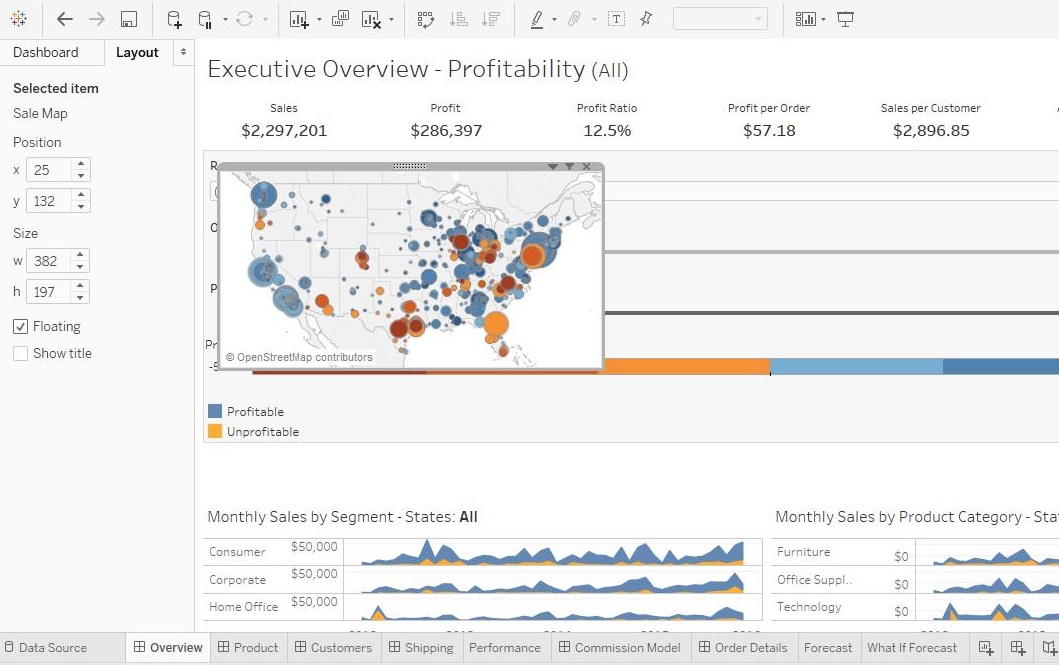 Dashboard
Layout
Selected item
Sale Map
Position
x 25
y 132
Size
w 382
h 197
Floating
Show title
T
Executive Overview - Profitability (All)
Sales Profit Profit Ratio Profit per Order Sales per Customer
$2,297,201 $286,397 12.5% $57.18 $2,896.85
© OpenStreetMap contributors
Profitable
Unprofitable
Monthly Sales by Segment - States: All
Consumer $50,000
Corporate $50,000
Home Office $50,000
Monthly Sales by Product Category - Sta
Furniture $0
Office Suppl.. $0
Technology $0
Data Source Overview Product Customers Shipping Performance Commission Model Order Details Forecast What If Forecast